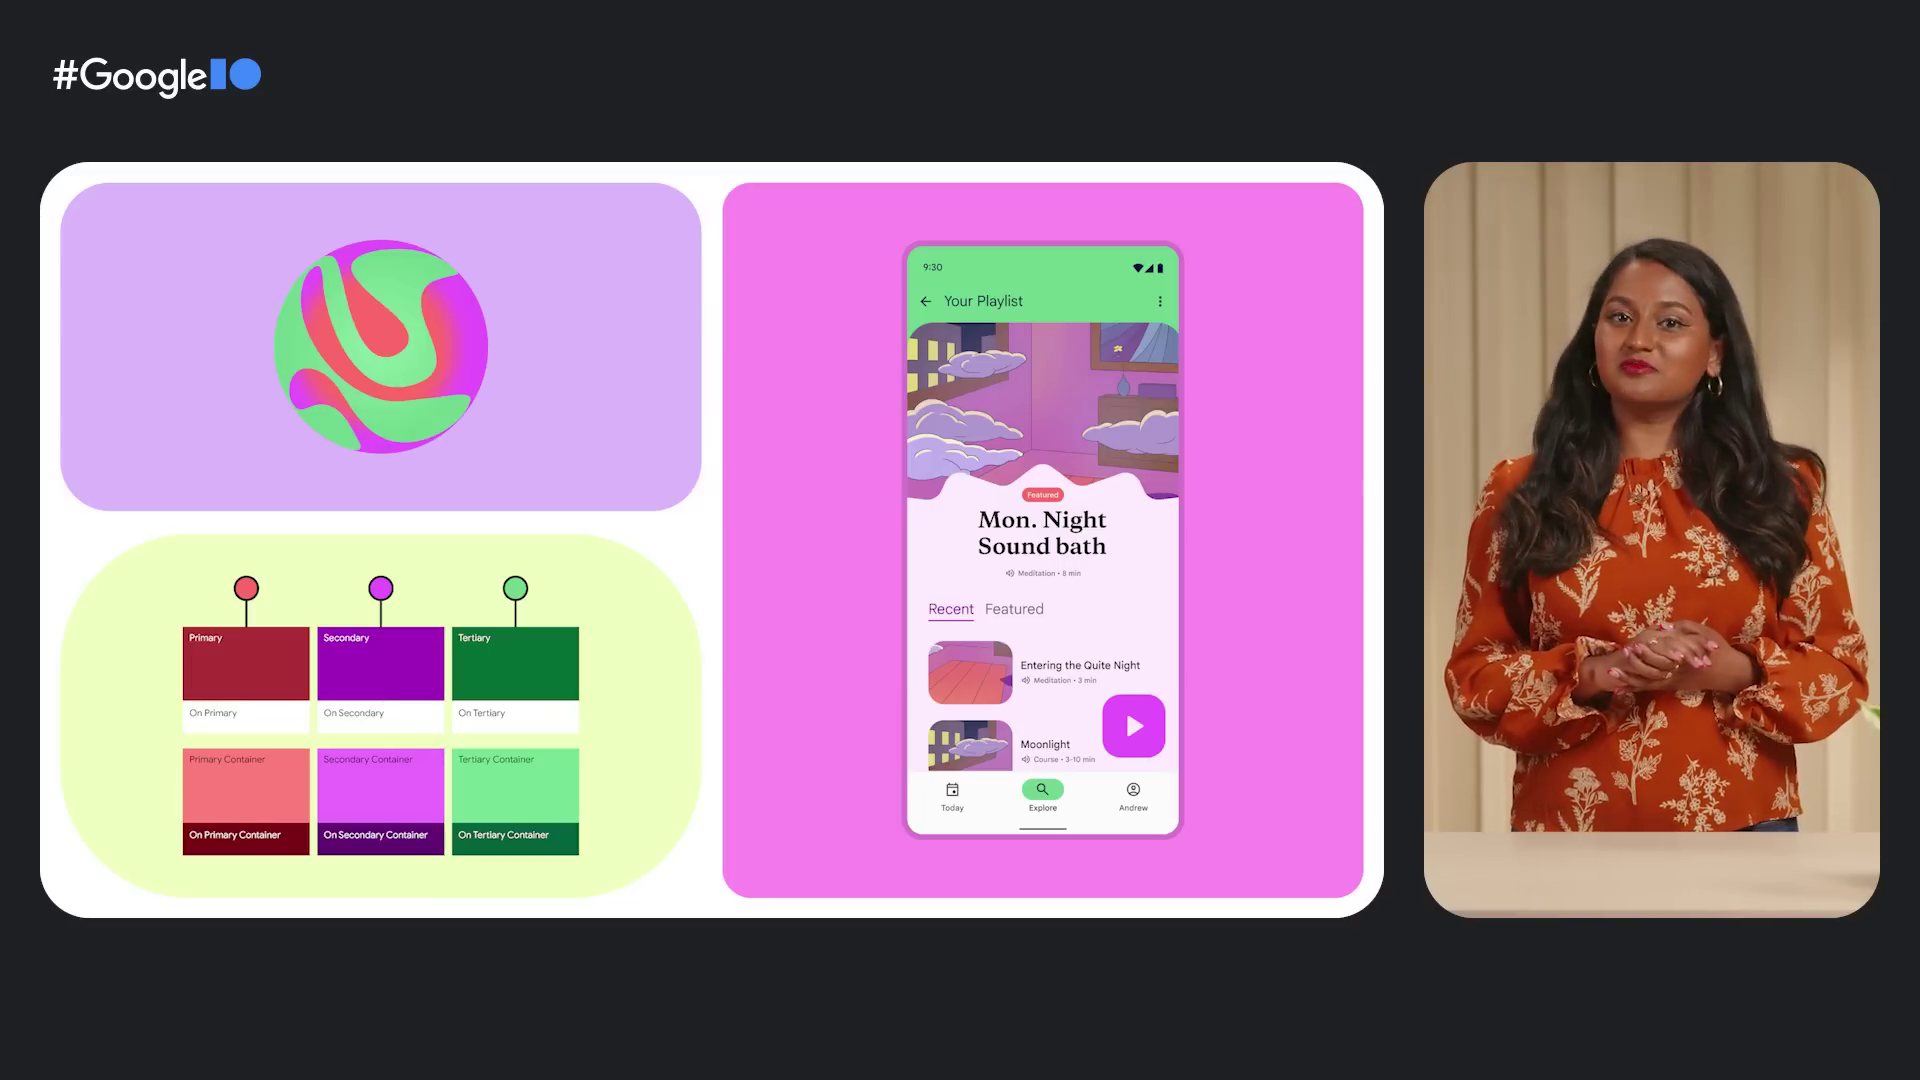 #GoogleIO
Primary
Secondary
Tertiary
On Primary
On Secondary
On Tertiary
Primary Container
Secondary Container
Tertiary Container
On Primary Container
On Secondary Container
On Tertiary Container
9:30
Your Playlist
Featured
Mon. Night
Sound bath
Meditation • 8 min
Recent Featured
Entering the Quite Night
Meditation • 3 min
Moonlight
Course • 3-10 min
Today
Explore
Andrew